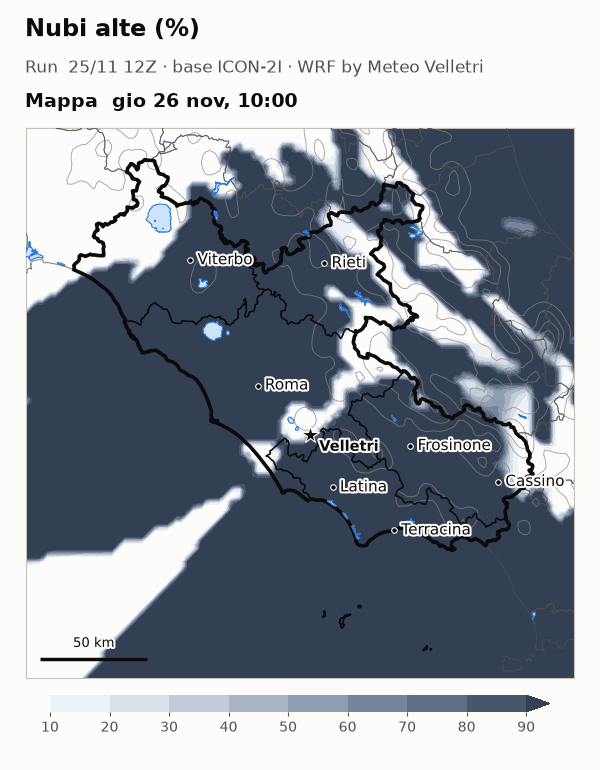 Nubi alte (%)
Run  25/11 12Z · base ICON-2I · WRF by Meteo Velletri
Mappa  gio 26 nov, 10:00
Viterbo
Rieti
Roma
Velletri
Frosinone
Cassino
Latina
Terracina
50 km
10 20 30 40 50 60 70 80 90